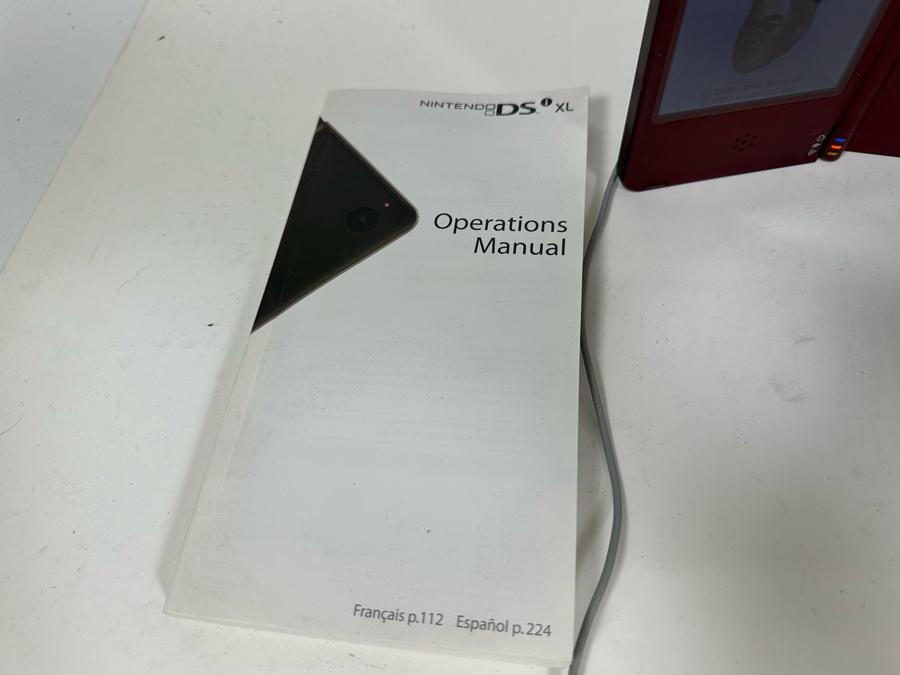 NINTENDO DSi XL
Operations
Manual
Français p.112 Español p.224